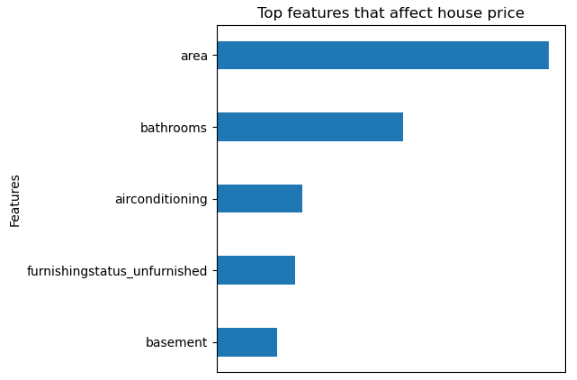 Top features that affect house price
area
bathrooms
airconditioning
Features
furnishingstatus_unfurnished
basement